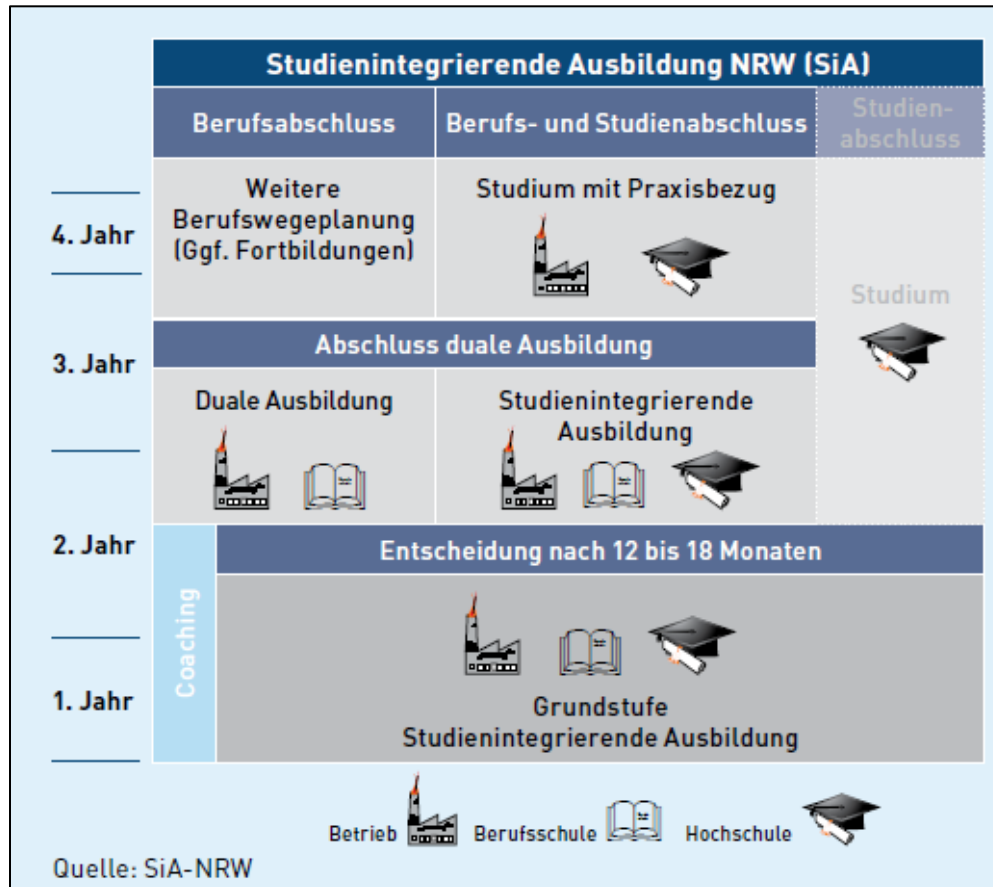 Studienintegrierende Ausbildung NRW (SiA)
Berufsabschluss
Berufs- und Studienabschluss
Studien-
abschluss
4. Jahr
Weitere
Berufswegeplanung
(Ggf. Fortbildungen)
Studium mit Praxisbezug
Studium
3. Jahr
Abschluss duale Ausbildung
Duale Ausbildung
Studienintegrierende
Ausbildung
2. Jahr
Entscheidung nach 12 bis 18 Monaten
Coaching
1. Jahr
Grundstufe
Studienintegrierende Ausbildung
Betrieb Berufsschule Hochschule
Quelle: SiA-NRW